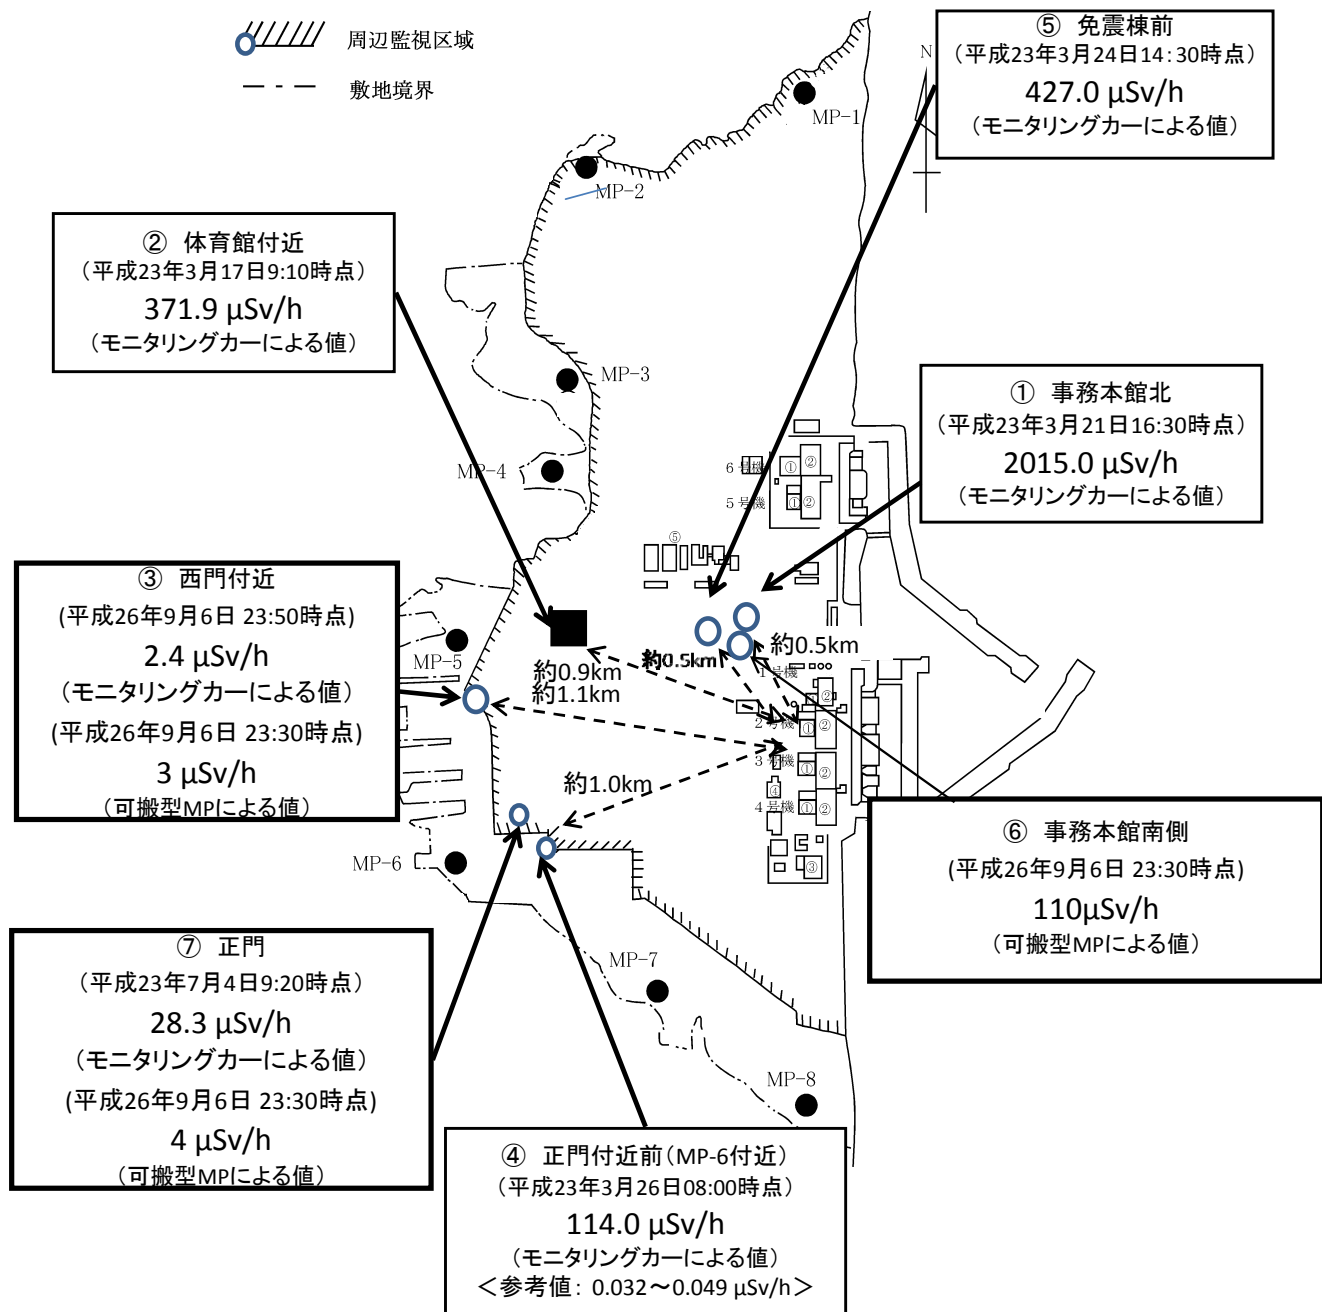 周辺監視区域
敷地境界
⑤ 免震棟前
(平成23年3月24日14:30時点)
427.0 μSv/h
(モニタリングカーによる値)
N
MP-1
MP-2
② 体育館付近
(平成23年3月17日9:10時点)
371.9 μSv/h
(モニタリングカーによる値)
MP-3
① 事務本館北
(平成23年3月21日16:30時点)
2015.0 μSv/h
(モニタリングカーによる値)
MP-4
6号機
① ②
5号機
① ②
⑤
③ 西門付近
(平成26年9月6日 23:50時点)
2.4 μSv/h
(モニタリングカーによる値)
(平成26年9月6日 23:30時点)
3 μSv/h
(可搬型MPによる値)
MP-5
約0.9km
約1.1km
約0.5km
約0.5km
1号機
②
2号機
① ②
3号機
① ②
④
4号機
① ②
③
約1.0km
MP-6
⑥ 事務本館南側
(平成26年9月6日 23:30時点)
110μSv/h
(可搬型MPによる値)
⑦ 正門
(平成23年7月4日9:20時点)
28.3 μSv/h
(モニタリングカーによる値)
(平成26年9月6日 23:30時点)
4 μSv/h
(可搬型MPによる値)
MP-7
MP-8
④ 正門付近前(MP-6付近)
(平成23年3月26日08:00時点)
114.0 μSv/h
(モニタリングカーによる値)
<参考値: 0.032~0.049 μSv/h>